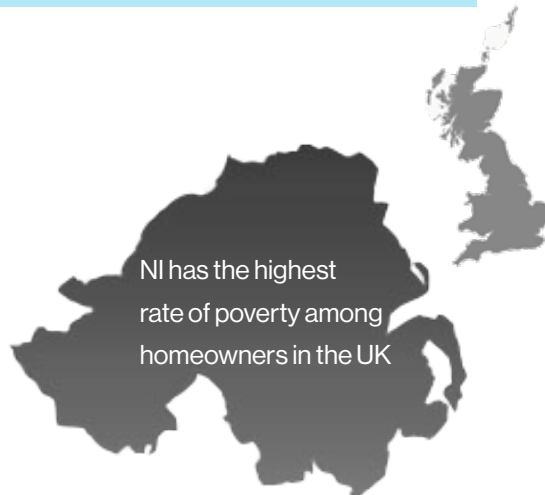 NI has the highest
rate of poverty among
homeowners in the UK